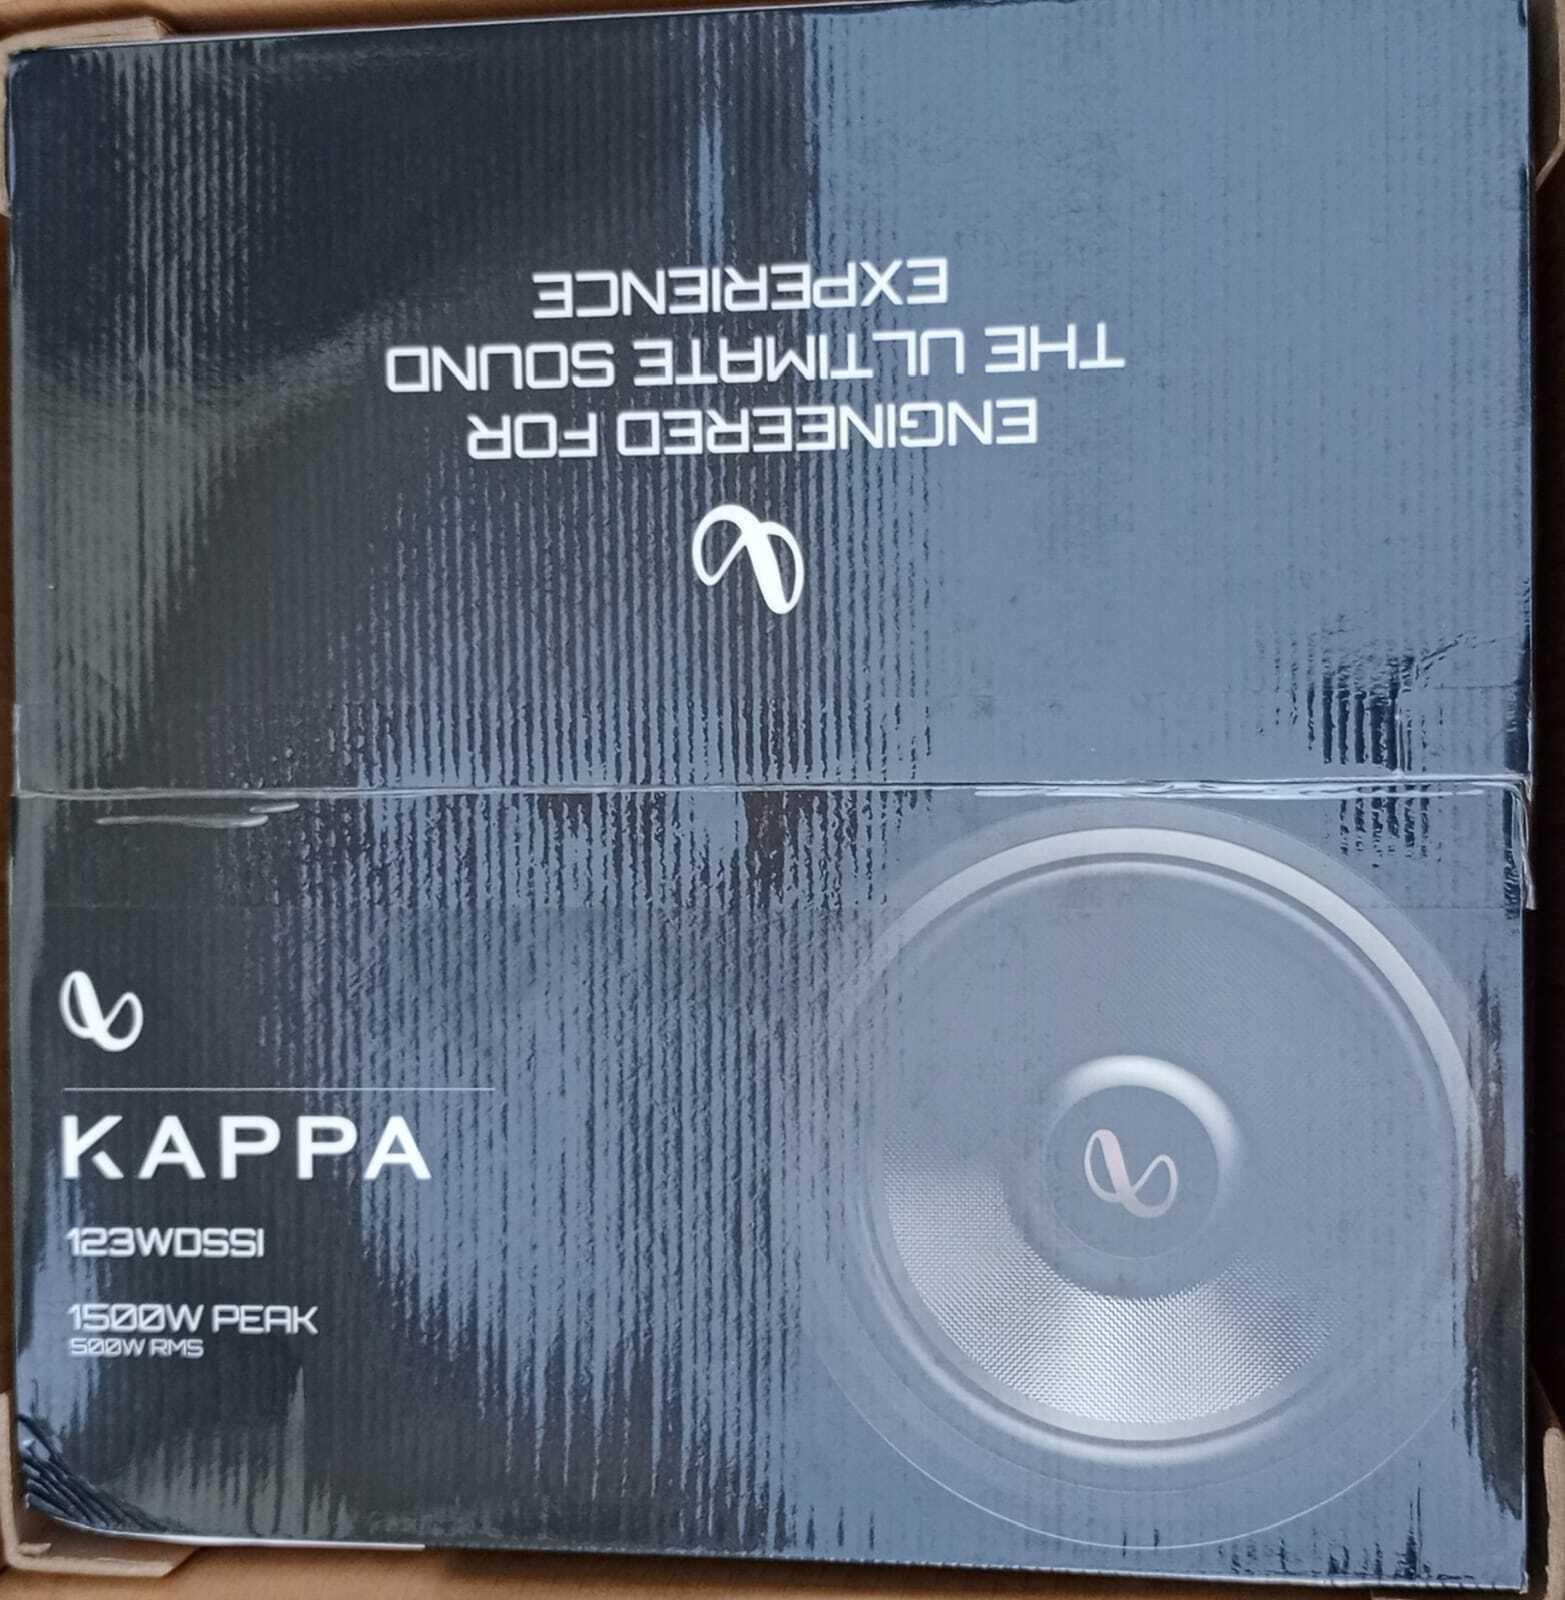 ENGINEERED FOR
THE ULTIMATE SOUND
EXPERIENCE
KAPPA
123WDSSI
1500W PEAK
500W RMS